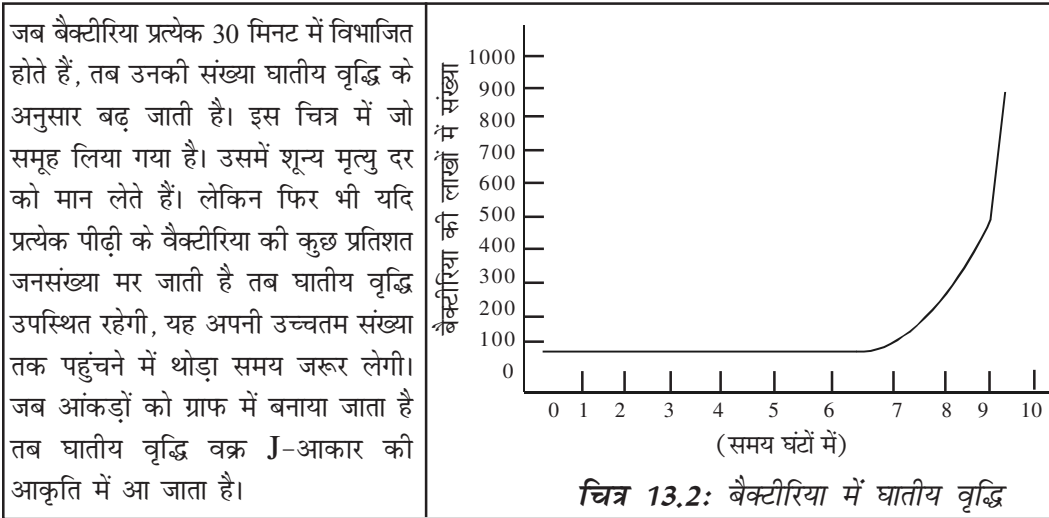 जब बैक्टीरिया प्रत्येक 30 मिनट में विभाजित
होते हैं, तब उनकी संख्या घातीय वृद्धि के
अनुसार बढ़ जाती है। इस चित्र में जो
समूह लिया गया है। उसमें शून्य मृत्यु दर
को मान लेते हैं। लेकिन फिर भी यदि
प्रत्येक पीढ़ी के वैक्टीरिया की कुछ प्रतिशत
जनसंख्या मर जाती है तब घातीय वृद्धि
उपस्थित रहेगी, यह अपनी उच्चतम संख्या
तक पहुंचने में थोड़ा समय जरूर लेगी।
जब आंकड़ों को ग्राफ में बनाया जाता है
तब घातीय वृद्धि वक्र J-आकार की
आकृति में आ जाता है।
बैक्टीरिया की लाखों में संख्या
1000
900
800
700
600
500
400
300
200
100
0
0 1 2 3 4 5 6 7 8 9 10
(समय घंटों में)
चित्र 13.2: बैक्टीरिया में घातीय वृद्धि